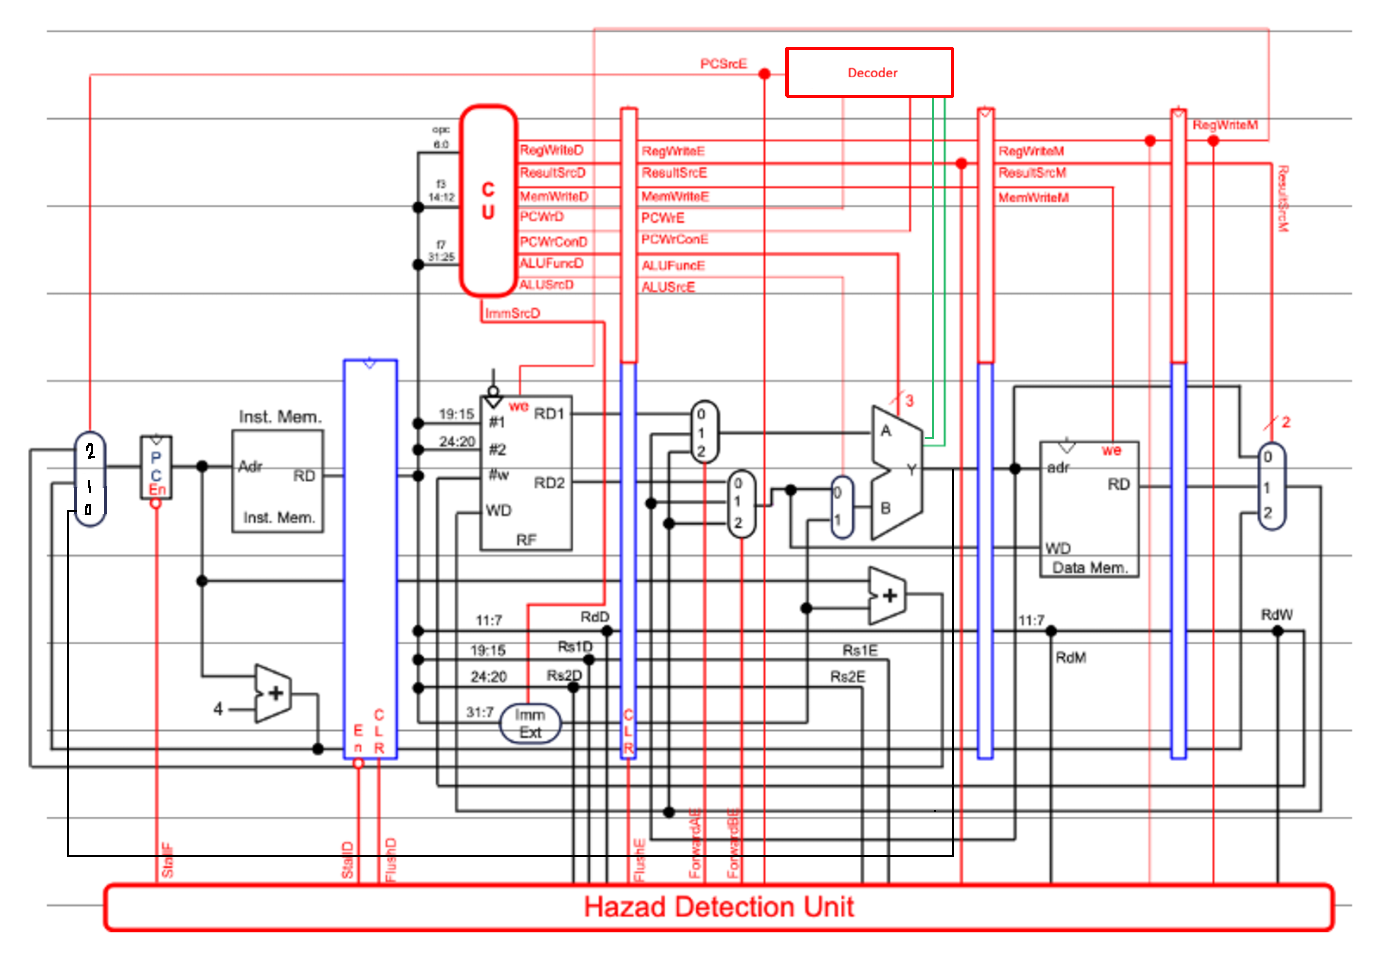 PCSrcE
Decoder
opc
6.0
f3
14:12
f7
31:25
C
U
RegWriteD
ResultSrcD
MemWriteD
PCWrD
PCWrConD
ALUFuncD
ALUSrcD
ImmSrcD
RegWriteE
ResultSrcE
MemWriteE
PCWrE
PCWrConE
ALUFuncE
ALUSrcE
RegWriteM
ResultSrcM
MemWriteM
RegWriteM
ResultSrcM
2
1
0
P
C
En
Inst. Mem.
Adr
RD
Inst. Mem.
19:15
24:20
we
#1
#2
#w
WD
RD1
RD2
RF
0
1
2
0
1
2
0
1
3
A
B
Y
we
adr
RD
WD
Data Mem.
2
0
1
2
+
4
+
11:7
RdD
19:15
Rs1D
24:20
Rs2D
31:7
Imm
Ext
Rs1E
Rs2E
11:7
RdM
RdW
E
n
C
L
R
C
L
R
StallF
StallD
FlushD
FlushE
ForwardAE
ForwardBE
Hazad Detection Unit